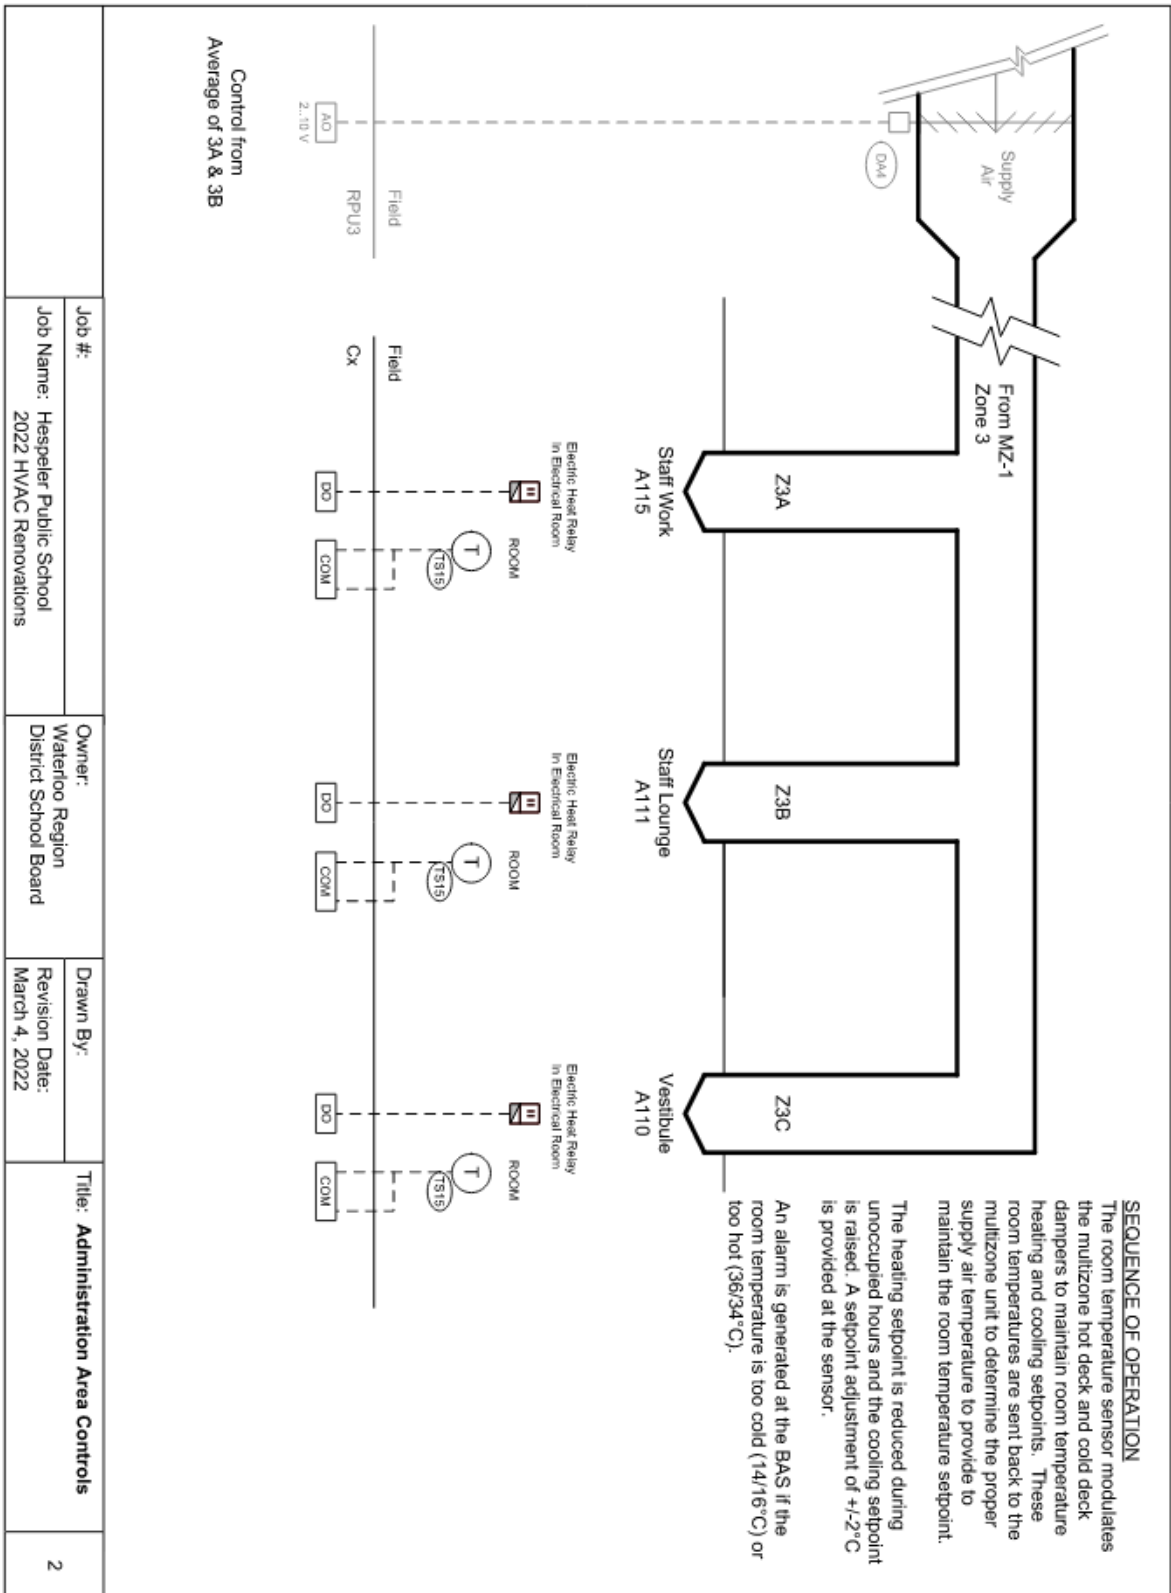 Supply
Air
DA4
From MZ-1
Zone 3
Z3A
Z3B
Z3C
Staff Work
A115
Staff Lounge
A111
Vestibule
A110
Electric Heat Relay
In Electrical Room
ROOM
T
TS15
Electric Heat Relay
In Electrical Room
ROOM
T
TS15
Electric Heat Relay
In Electrical Room
ROOM
T
TS15
Field
RPU3
Field
Cx
AO
2..10 V
DO
COM
DO
COM
DO
COM
Control from
Average of 3A & 3B
SEQUENCE OF OPERATION
The room temperature sensor modulates
the multizone hot deck and cold deck
dampers to maintain room temperature
heating and cooling setpoints. These
room temperatures are sent back to the
multizone unit to determine the proper
supply air temperature to provide to
maintain the room temperature setpoint.
The heating setpoint is reduced during
unoccupied hours and the cooling setpoint
is raised. A setpoint adjustment of +/-2°C
is provided at the sensor.
An alarm is generated at the BAS if the
room temperature is too cold (14/16°C) or
too hot (36/34°C).
Job #:
Job Name: Hespeler Public School
2022 HVAC Renovations
Owner:
Waterloo Region
District School Board
Drawn By:
Revision Date:
March 4, 2022
Title: Administration Area Controls
2